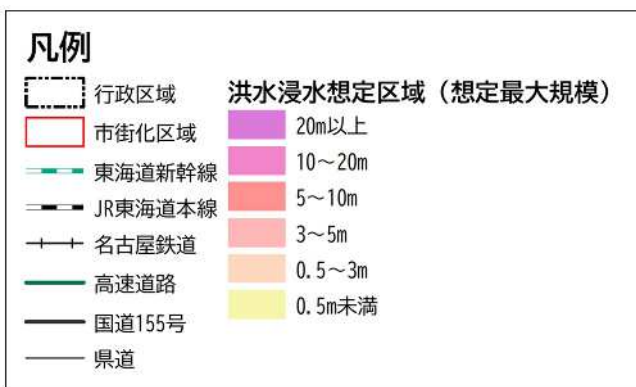 凡例
行政区域
市街化区域
東海道新幹線
JR東海道本線
名古屋鉄道
高速道路
国道155号
県道
洪水浸水想定区域（想定最大規模）
20m以上
10～20m
5～10m
3～5m
0.5～3m
0.5m未満